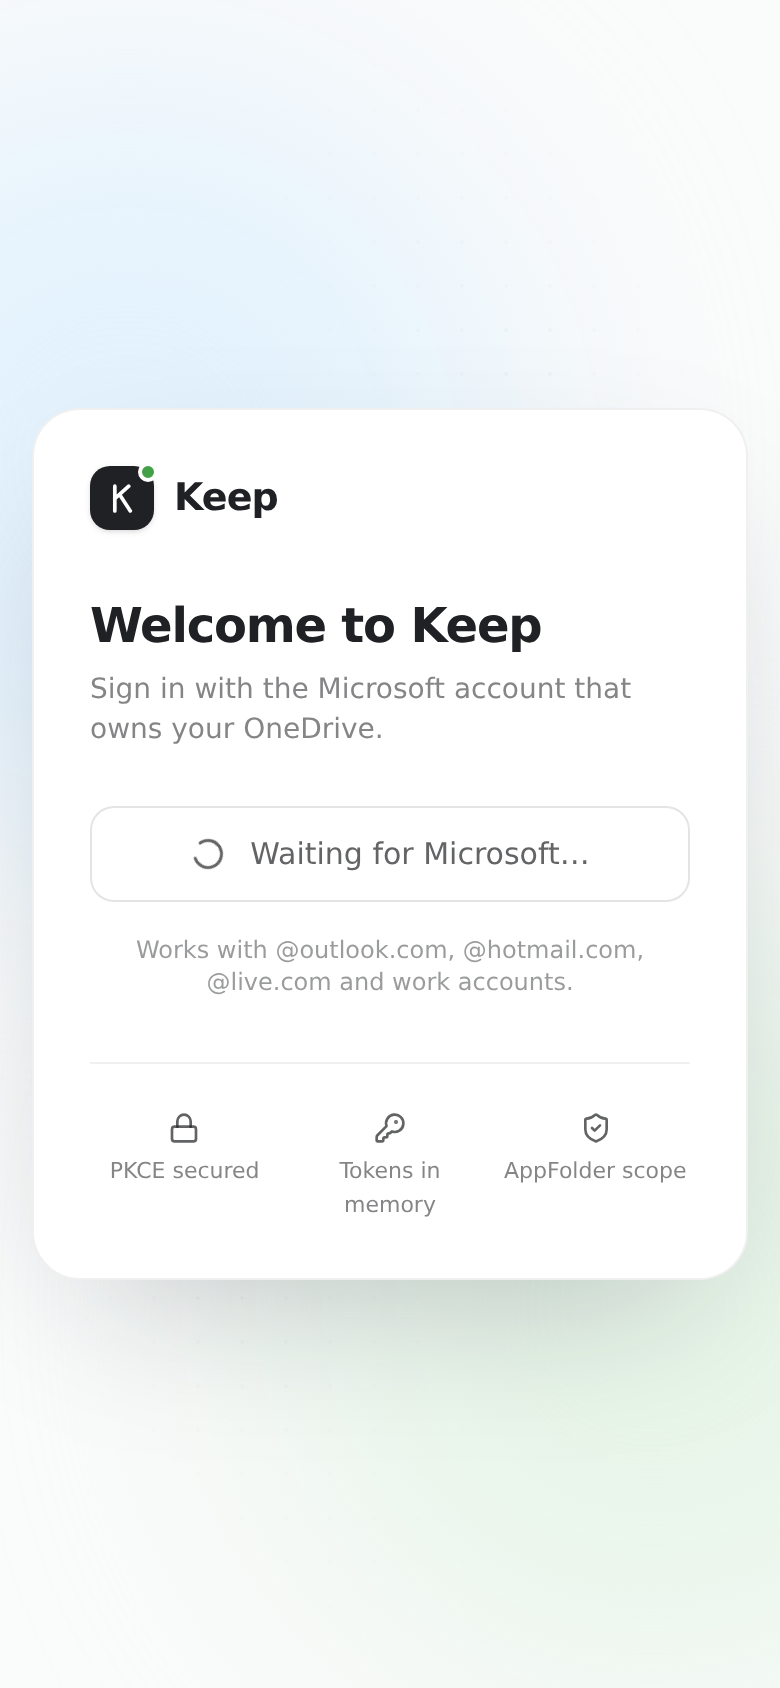 K
Keep
Welcome to Keep
Sign in with the Microsoft account that
owns your OneDrive.
Waiting for Microsoft…
Works with @outlook.com, @hotmail.com,
@live.com and work accounts.
PKCE secured
Tokens in
memory
AppFolder scope